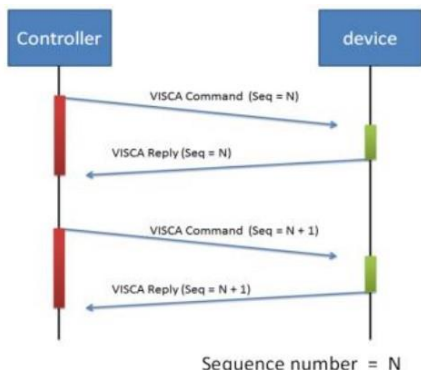 Controller
device
VISCA Command (Seq = N)
VISCA Reply (Seq = N)
VISCA Command (Seq = N + 1)
VISCA Reply (Seq = N + 1)
Sequence number = N